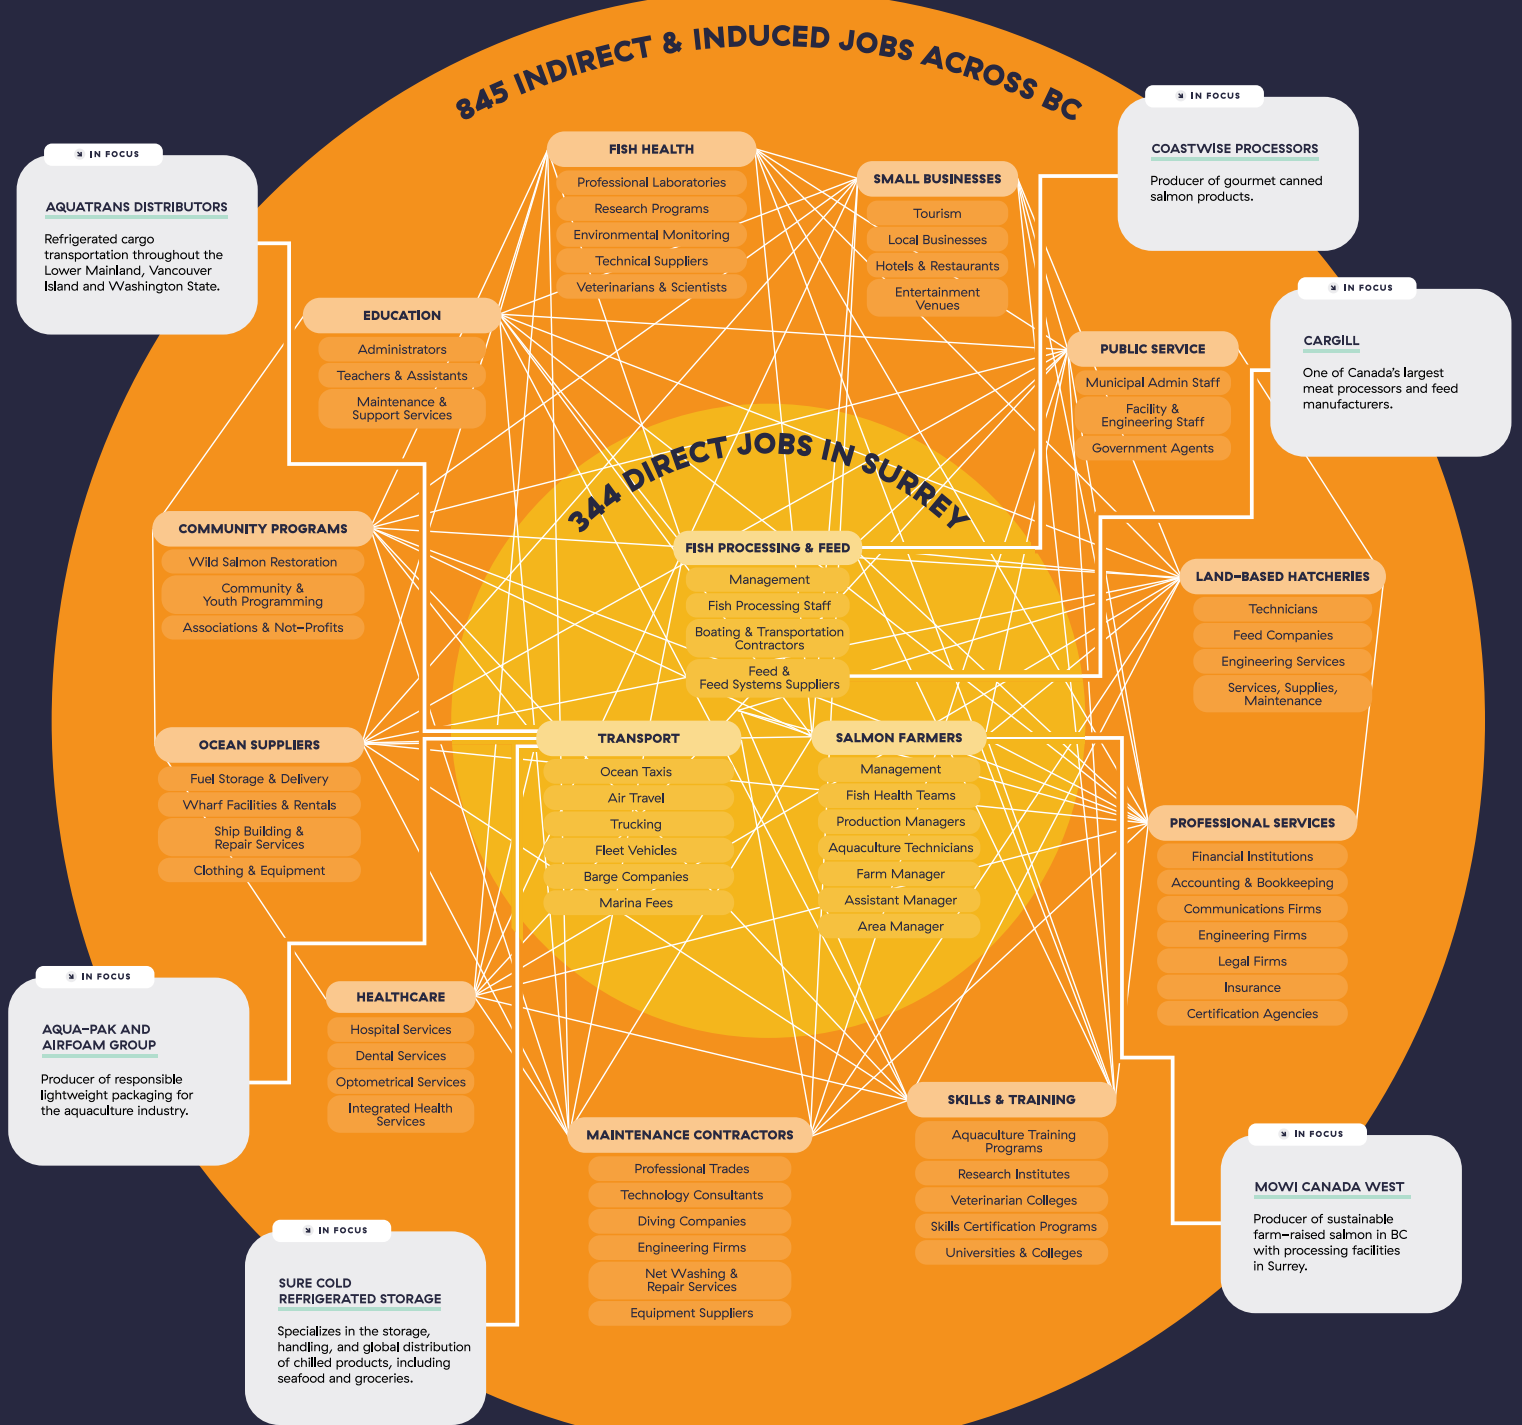 845 INDIRECT & INDUCED JOBS ACROSS BC
IN FOCUS
AQUATRANS DISTRIBUTORS
Refrigerated cargo
transportation throughout the
Lower Mainland, Vancouver
Island and Washington State.
IN FOCUS
COASTWISE PROCESSORS
Producer of gourmet canned
salmon products.
FISH HEALTH
Professional Laboratories
Research Programs
Environmental Monitoring
Technical Suppliers
Veterinarians & Scientists
SMALL BUSINESSES
Tourism
Local Businesses
Hotels & Restaurants
Entertainment
Venues
IN FOCUS
CARGILL
One of Canada's largest
meat processors and feed
manufacturers.
EDUCATION
Administrators
Teachers & Assistants
Maintenance &
Support Services
PUBLIC SERVICE
Municipal Admin Staff
Facility &
Engineering Staff
Government Agents
344 DIRECT JOBS IN SURREY
COMMUNITY PROGRAMS
Wild Salmon Restoration
Community &
Youth Programming
Associations & Not-Profits
FISH PROCESSING & FEED
Management
Fish Processing Staff
Boating & Transportation
Contractors
Feed &
Feed Systems Suppliers
LAND-BASED HATCHERIES
Technicians
Feed Companies
Engineering Services
Services, Supplies,
Maintenance
OCEAN SUPPLIERS
Fuel Storage & Delivery
Wharf Facilities & Rentals
Ship Building &
Repair Services
Clothing & Equipment
TRANSPORT
Ocean Taxis
Air Travel
Trucking
Fleet Vehicles
Barge Companies
Marina Fees
SALMON FARMERS
Management
Fish Health Teams
Production Managers
Aquaculture Technicians
Farm Manager
Assistant Manager
Area Manager
PROFESSIONAL SERVICES
Financial Institutions
Accounting & Bookkeeping
Communications Firms
Engineering Firms
Legal Firms
Insurance
Certification Agencies
IN FOCUS
AQUA-PAK AND
AIRFOAM GROUP
Producer of responsible
lightweight packaging for
the aquaculture industry.
HEALTHCARE
Hospital Services
Dental Services
Optometrical Services
Integrated Health
Services
MAINTENANCE CONTRACTORS
Professional Trades
Technology Consultants
Diving Companies
Engineering Firms
Net Washing &
Repair Services
Equipment Suppliers
SKILLS & TRAINING
Aquaculture Training
Programs
Research Institutes
Veterinarian Colleges
Skills Certification Programs
Universities & Colleges
IN FOCUS
MOWI CANADA WEST
Producer of sustainable
farm-raised salmon in BC
with processing facilities
in Surrey.
IN FOCUS
SURE COLD
REFRIGERATED STORAGE
Specializes in the storage,
handling, and global distribution
of chilled products, including
seafood and groceries.